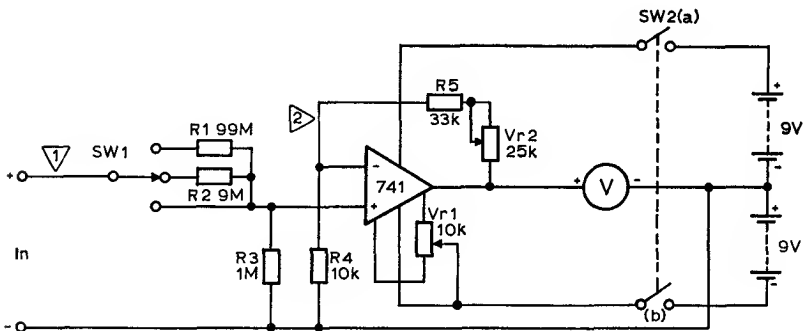 SW2(a)
+
R5
33k
2
Vr2
25k
9V
1
R1 99M
SW1
-
-
741
+
V
-
+
+
R2 9M
+
Vr1
10k
+
9V
In
R3
1M
R4
10k
-
(b)
-